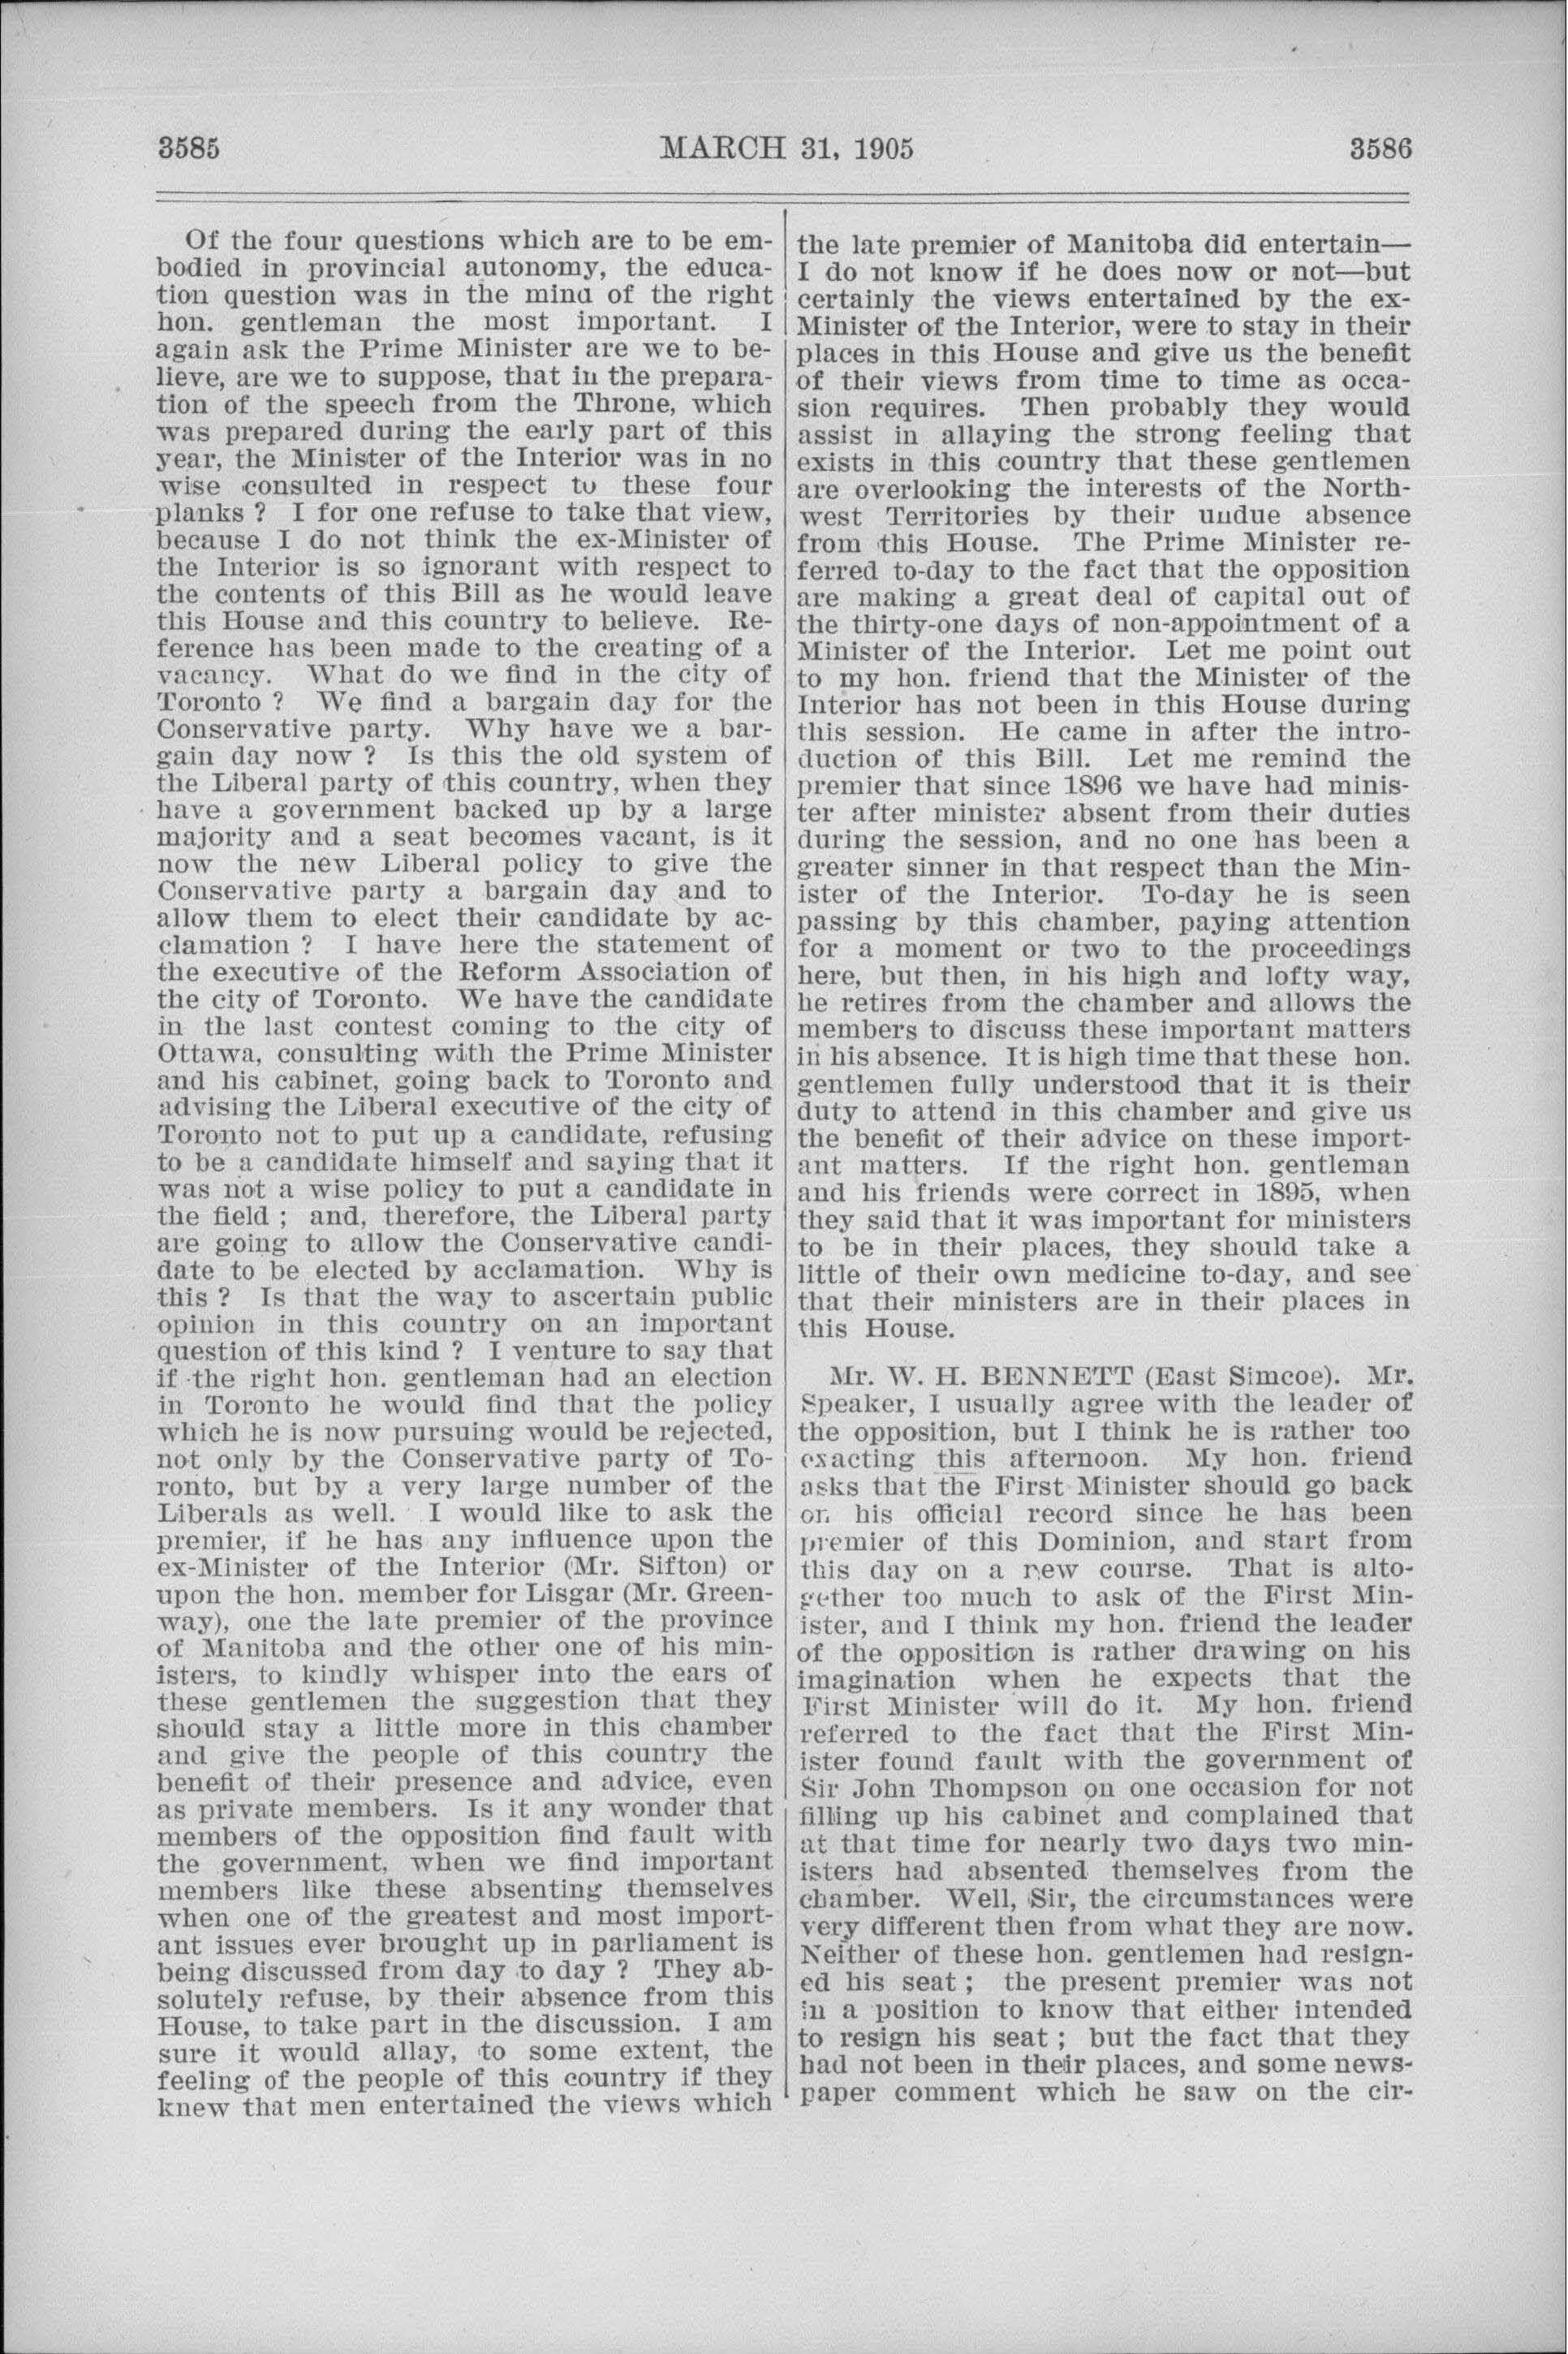 3585 MARCH 31, 1905 3586
Of the four questions which are to be em-
bodied in provincial autonomy, the educa-
tion question was in the mind of the right
hon. gentleman the most important. I
again ask the Prime Minister are we to be-
lieve, are we to suppose, that in the prepara-
tion of the speech from the Throne, which
was prepared during the early part of this
year, the Minister of the Interior was in no
wise consulted in respect to these four
planks ? I for one refuse to take that view,
because I do not think the ex-Minister of
the Interior is so ignorant with respect to
the contents of this Bill as he would leave
this House and this country to believe. Re-
ference has been made to the creating of a
vacancy. What do we find in the city of
Toronto ? We find a bargain day for the
Conservative party. Why have we a bar-
gain day now ? Is this the old system of
the Liberal party of this country, when they
have a government backed up by a large
majority and a seat becomes vacant, is it
now the new Liberal policy to give the
Conservative party a bargain day and to
allow them to elect their candidate by ac-
clamation ? I have here the statement of
the executive of the Reform Association of
the city of Toronto. We have the candidate
in the last contest coming to the city of
Ottawa, consulting with the Prime Minister
and his cabinet, going back to Toronto and
advising the Liberal executive of the city of
Toronto not to put up a candidate, refusing
to be a candidate himself and saying that it
was not a wise policy to put a candidate in
the field ; and, therefore, the Liberal party
are going to allow the Conservative candi-
date to be elected by acclamation. Why is
this ? Is that the way to ascertain public
opinion in this country on an important
question of this kind ? I venture to say that
if the right hon. gentleman had an election
in Toronto he would find that the policy
which he is now pursuing would be rejected,
not only by the Conservative party of To-
ronto, but by a very large number of the
Liberals as well. I would like to ask the
premier, if he has any influence upon the
ex-Minister of the Interior (Mr. Sifton) or
upon the hon. member for Lisgar (Mr. Green-
way), one the late premier of the province
of Manitoba and the other one of his min-
isters, to kindly whisper into the ears of
these gentlemen the suggestion that they
should stay a little more in this chamber
and give the people of this country the
benefit of their presence and advice, even
as private members. Is it any wonder that
members of the opposition find fault with
the government, when we find important
members like these absenting themselves
when one of the greatest and most import-
ant issues ever brought up in parliament is
being discussed from day to day ? They ab-
solutely refuse, by their absence from this
House, to take part in the discussion. I am
sure it would allay, to some extent, the
feeling of the people of this country if they
knew that men entertained the views which
the late premier of Manitoba did entertain—
I do not know if he does now or not—but
certainly the views entertained by the ex-
Minister of the Interior, were to stay in their
places in this House and give us the benefit
of their views from time to time as occa-
sion requires. Then probably they would
assist in allaying the strong feeling that
exists in this country that these gentlemen
are overlooking the interests of the North-
west Territories by their undue absence
from this House. The Prime Minister re-
ferred to-day to the fact that the opposition
are making a great deal of capital out of
the thirty-one days of non-appointment of a
Minister of the Interior. Let me point out
to my hon. friend that the Minister of the
Interior has not been in this House during
this session. He came in after the intro-
duction of this Bill. Let me remind the
premier that since 1896 we have had minis-
ter after minister absent from their duties
during the session, and no one has been a
greater sinner in that respect than the Min-
ister of the Interior. To-day he is seen
passing by this chamber, paying attention
for a moment or two to the proceedings
here, but then, in his high and lofty way,
he retires from the chamber and allows the
members to discuss these important matters
in his absence. It is high time that these hon.
gentlemen fully understood that it is their
duty to attend in this chamber and give us
the benefit of their advice on these import-
ant matters. If the right hon. gentleman
and his friends were correct in 1895, when
they said that it was important for ministers
to be in their places, they should take a
little of their own medicine to-day, and see
that their ministers are in their places in
this House.
Mr. W. H. BENNETT (East Simcoe). Mr.
Speaker, I usually agree with the leader of
the opposition, but I think he is rather too
exacting this afternoon. My hon. friend
asks that the First Minister should go back
on his official record since he has been
premier of this Dominion, and start from
this day on a new course. That is alto-
gether too much to ask of the First Min-
ister, and I think my hon. friend the leader
of the opposition is rather drawing on his
imagination when he expects that the
First Minister will do it. My hon. friend
referred to the fact that the First Min-
ister found fault with the government of
Sir John Thompson on one occasion for not
filling up his cabinet and complained that
at that time for nearly two days two min-
isters had absented themselves from the
chamber. Well, Sir, the circumstances were
very different then from what they are now.
Neither of these hon. gentlemen had resign-
ed his seat ; the present premier was not
in a position to know that either intended
to resign his seat ; but the fact that they
had not been in their places, and some news-
paper comment which he saw on the cir-